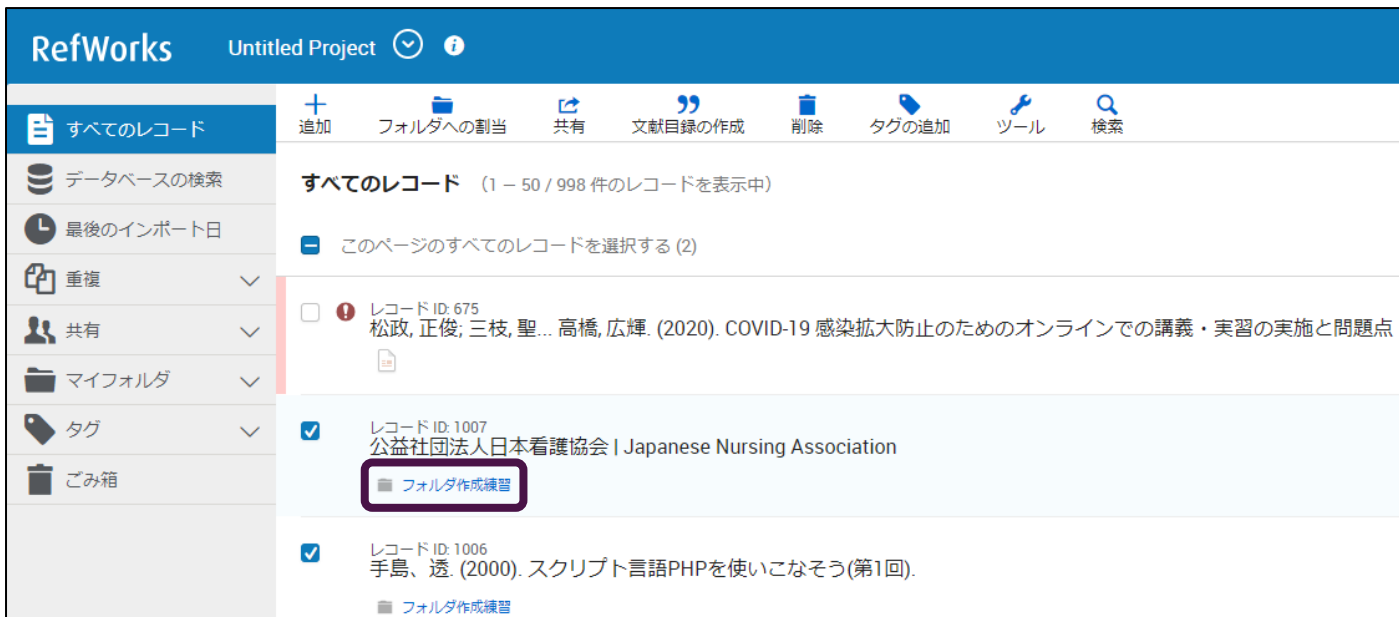 RefWorks Untitled Project
追加 フォルダへの割当 共有 文献目録の作成 削除 タグの追加 ツール 検索
すべてのレコード
データベースの検索
最後のインポート日
重複
共有
マイフォルダ
タグ
ごみ箱
すべてのレコード (1 – 50 / 998 件のレコードを表示中)
このページのすべてのレコードを選択する (2)
レコード ID: 675
松政, 正俊; 三枝, 聖... 高橋, 広輝. (2020). COVID-19 感染拡大防止のためのオンラインでの講義・実習の実施と問題点
レコード ID: 1007
公益社団法人日本看護協会 | Japanese Nursing Association
フォルダ作成練習
レコード ID: 1006
手島、透. (2000). スクリプト言語PHPを使いこなそう(第1回).
フォルダ作成練習